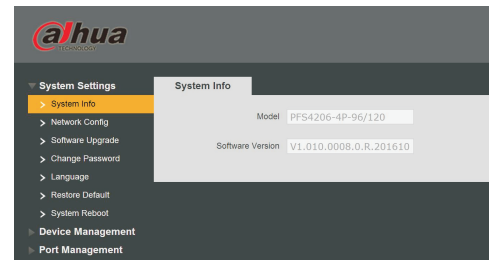 alhua
TECHNOLOGY
System Settings
System Info
Network Config
Software Upgrade
Change Password
Language
Restore Default
System Reboot
Device Management
Port Management
System Info
Model PFS4206-4P-96/120
Software Version V1.010.0008.0.R.201610